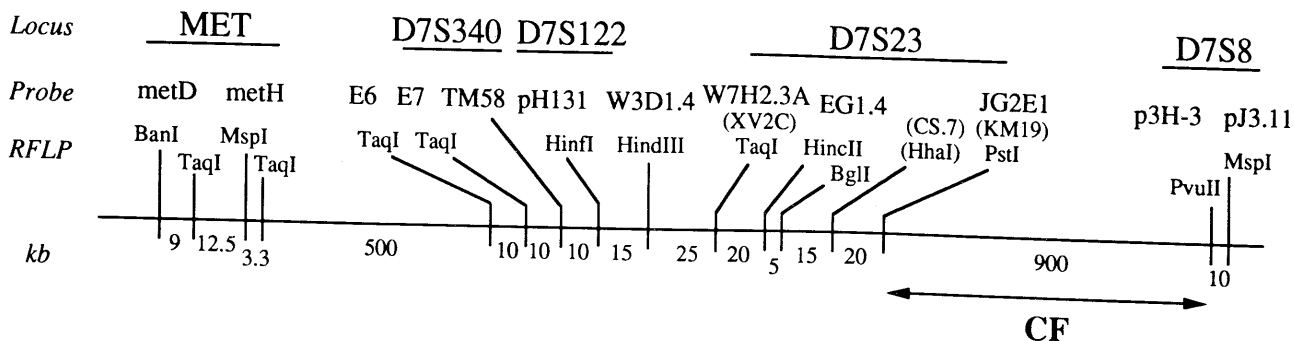 Locus MET D7S340 D7S122 D7S23 D7S8
Probe metD metH E6 E7 TM58 pH131 W3D1.4 W7H2.3A EG1.4 JG2E1 p3H-3 pJ3.11
(XV2C) (CS.7) (KM19)
RFLP BanI TaqI MspI TaqI TaqI TaqI HinfI HindIII TaqI HincII BglI (HhaI) PstI PvuII MspI
kb 9 12.5 3.3 500 10 10 10 15 25 20 5 15 20 900 10
CF